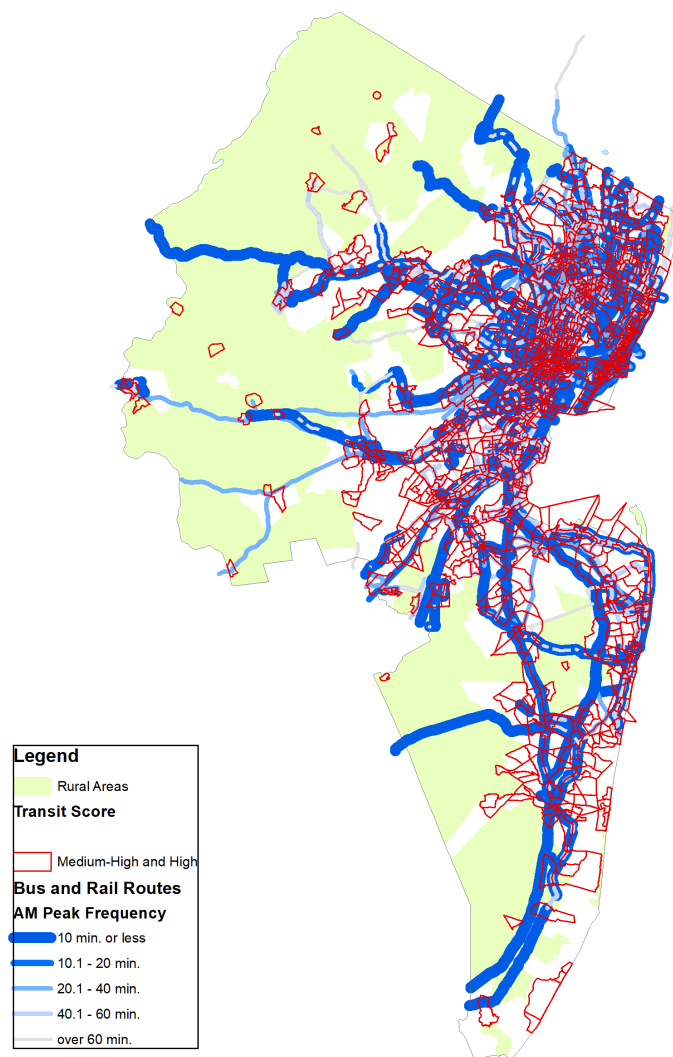 Legend
Rural Areas
Transit Score
Medium-High and High
Bus and Rail Routes
AM Peak Frequency
10 min. or less
10.1 - 20 min.
20.1 - 40 min.
40.1 - 60 min.
over 60 min.